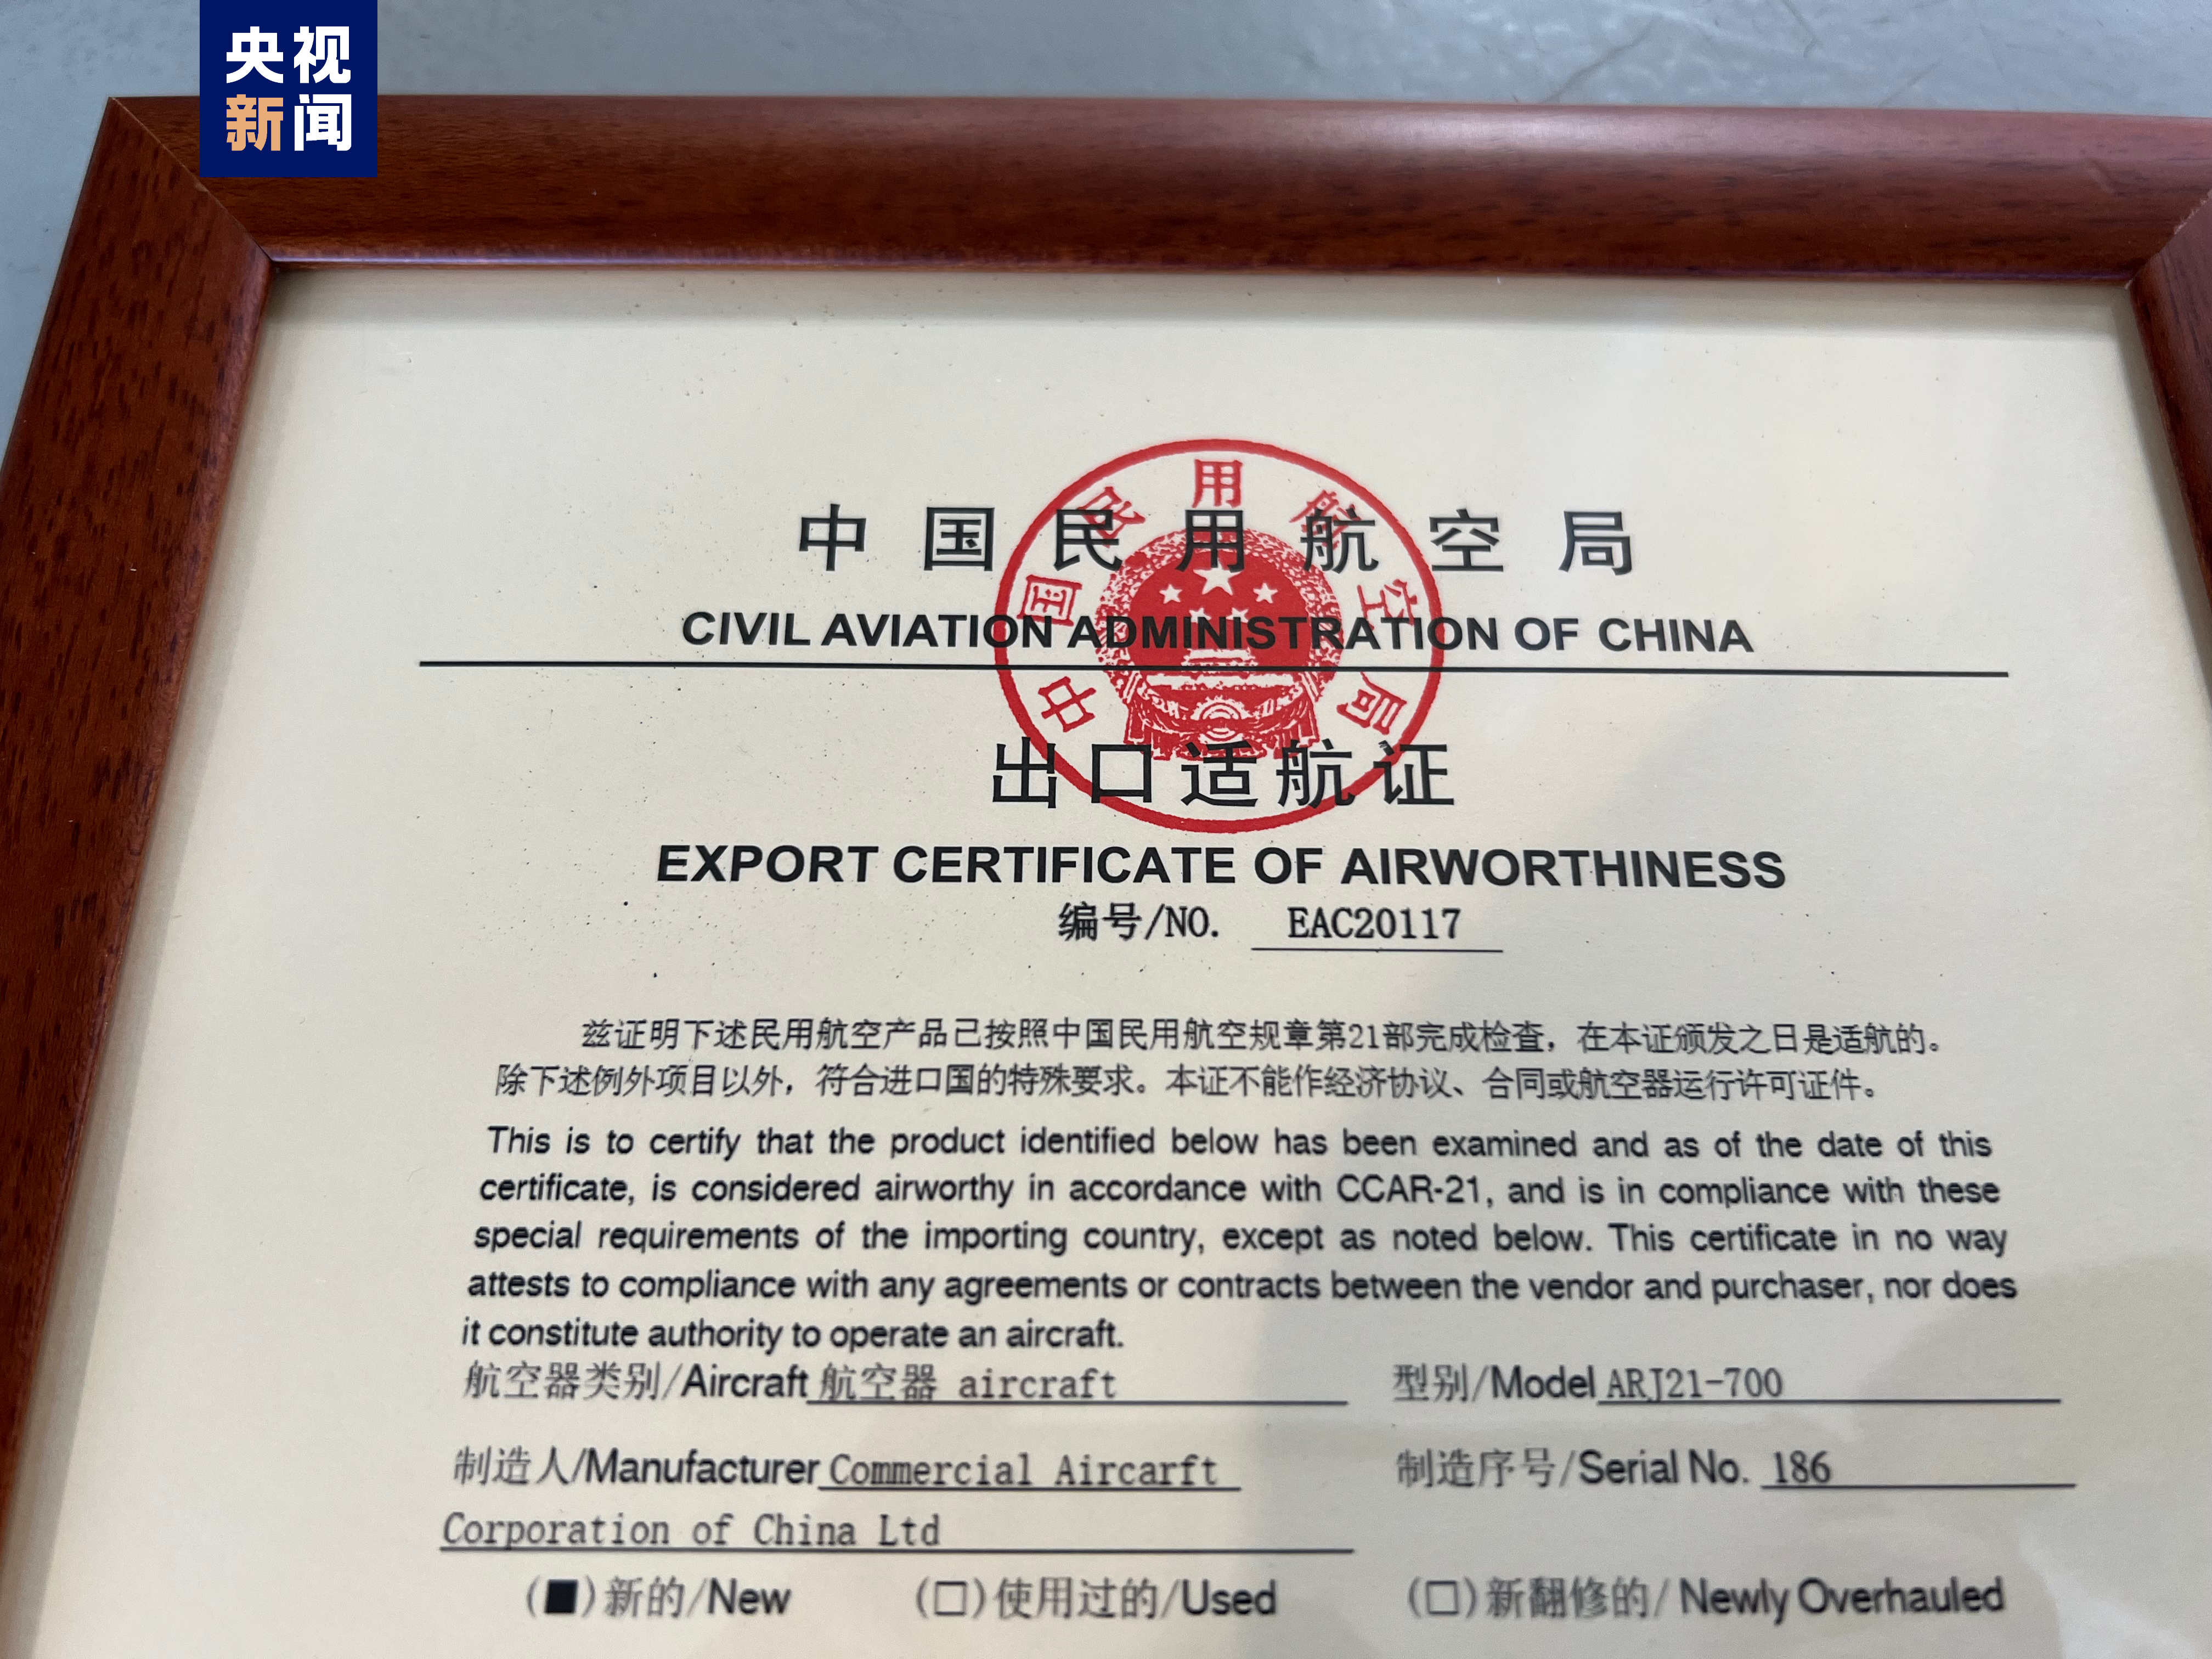 央视
新闻
中国民用航空局
中国民用航空局
CIVIL AVIATION ADMINISTRATION OF CHINA
出口适航证
EXPORT CERTIFICATE OF AIRWORTHINESS
编号/NO. EAC20117
兹证明下述民用航空产品已按照中国民用航空规章第21部完成检查，在本证颁发之日是适航的。
除下述例外项目以外，符合进口国的特殊要求。本证不能作经济协议、合同或航空器运行许可证件。
This is to certify that the product identified below has been examined and as of the date of this
certificate, is considered airworthy in accordance with CCAR-21, and is in compliance with these
special requirements of the importing country, except as noted below. This certificate in no way
attests to compliance with any agreements or contracts between the vendor and purchaser, nor does
it constitute authority to operate an aircraft.
航空器类别/Aircraft 航空器 aircraft 型别/Model ARJ21-700
制造人/Manufacturer Commercial Aircarft 制造序号/Serial No. 186
Corporation of China Ltd
(■)新的/New (□)使用过的/Used (□)新翻修的/ Newly Overhauled